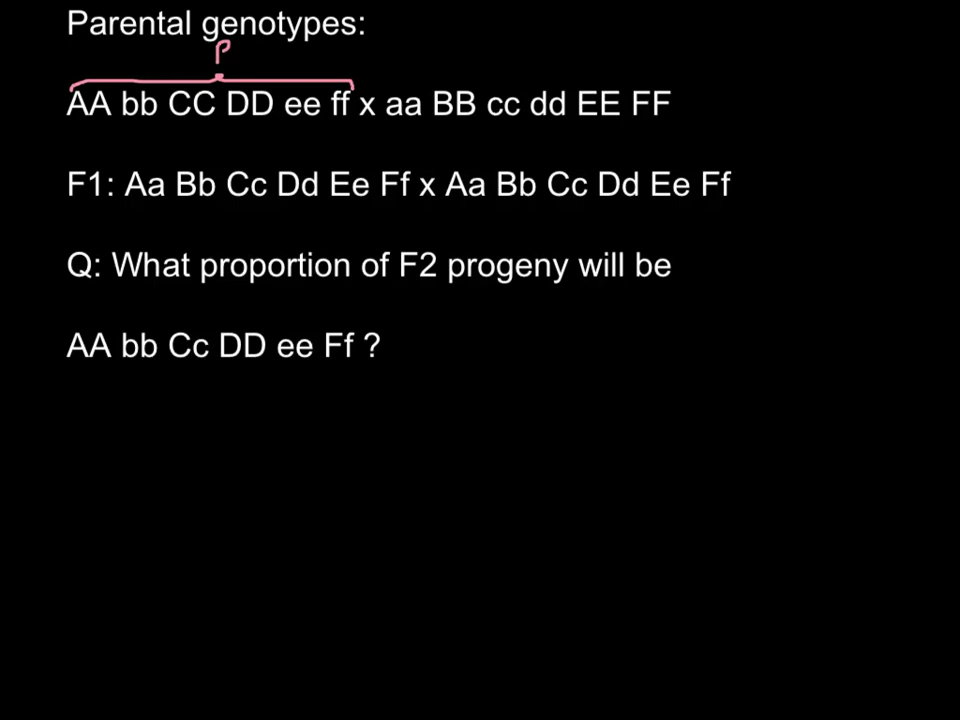 Parental genotypes:
P
AA bb CC DD ee ff x aa BB cc dd EE FF
F1: Aa Bb Cc Dd Ee Ff x Aa Bb Cc Dd Ee Ff
Q: What proportion of F2 progeny will be
AA bb Cc DD ee Ff ?